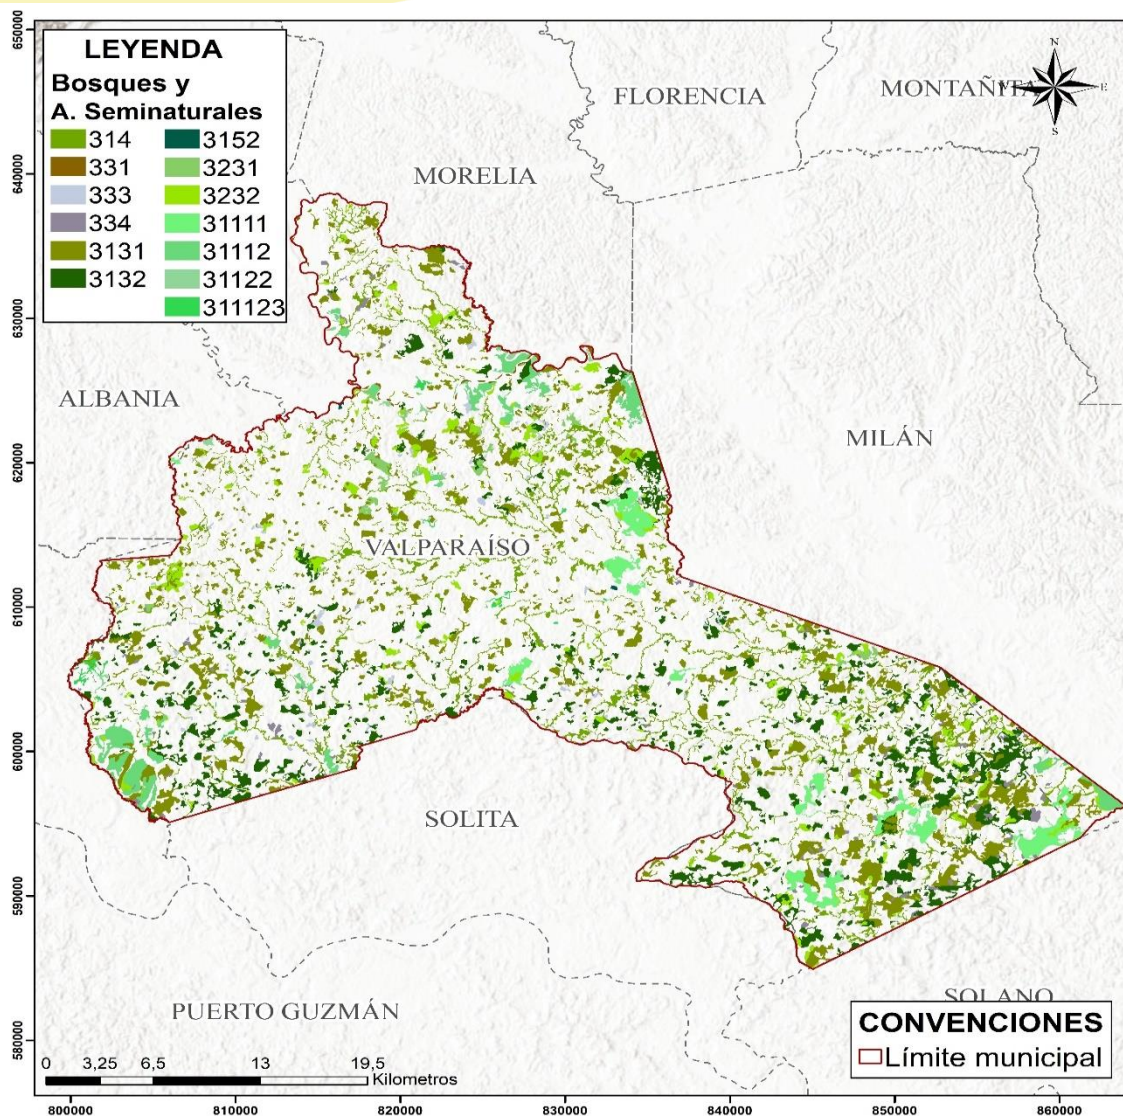 LEYENDA
Bosques y
A. Seminaturales
314
331
333
334
3131
3132
3152
3231
3232
31111
31112
31122
311123
FLORENCIA
MONTAÑITA
N
E
S
MORELIA
ALBANIA
MILÁN
VALPARAÍSO
SOLITA
PUERTO GUZMÁN
SOLANO
CONVENCIONES
Límite municipal
0 3,25 6,5 13 19,5
Kilometros
650000
640000
630000
620000
610000
600000
590000
580000
800000 810000 820000 830000 840000 850000 860000